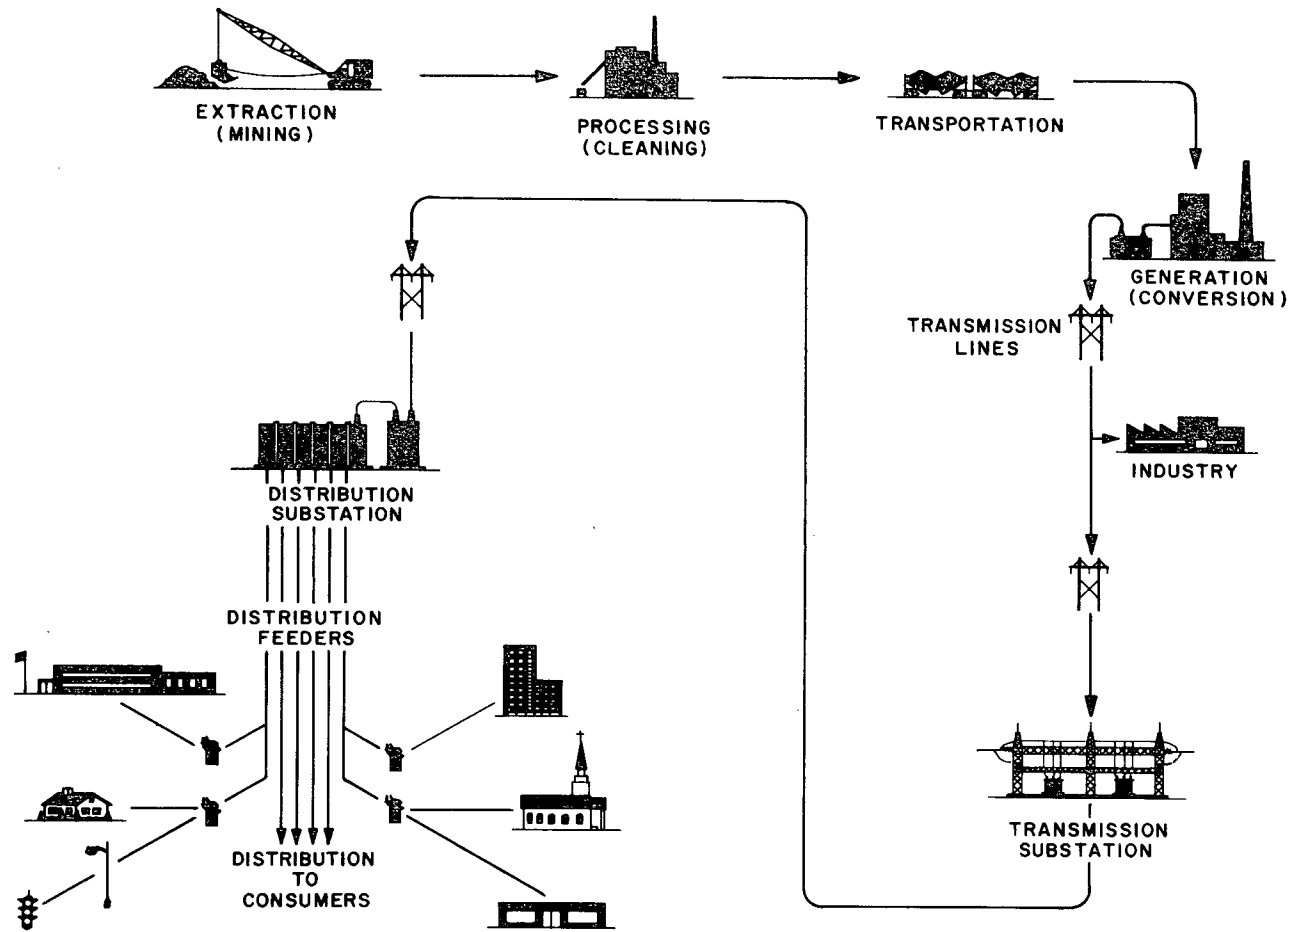 EXTRACTION
(MINING)
PROCESSING
(CLEANING)
TRANSPORTATION
GENERATION
(CONVERSION)
TRANSMISSION
LINES
INDUSTRY
DISTRIBUTION
SUBSTATION
DISTRIBUTION
FEEDERS
TRANSMISSION
SUBSTATION
DISTRIBUTION
TO
CONSUMERS